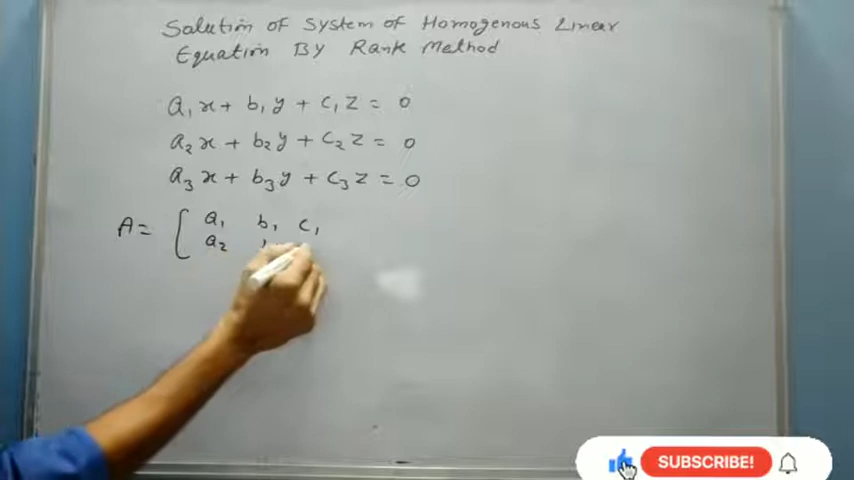 Solution of System of Homogenous Linear
Equation By Rank Method
a₁x + b₁y + c₁z = 0
a₂x + b₂y + c₂z = 0
a₃x + b₃y + c₃z = 0
A = [ a₁ b₁ c₁
a₂
SUBSCRIBE!